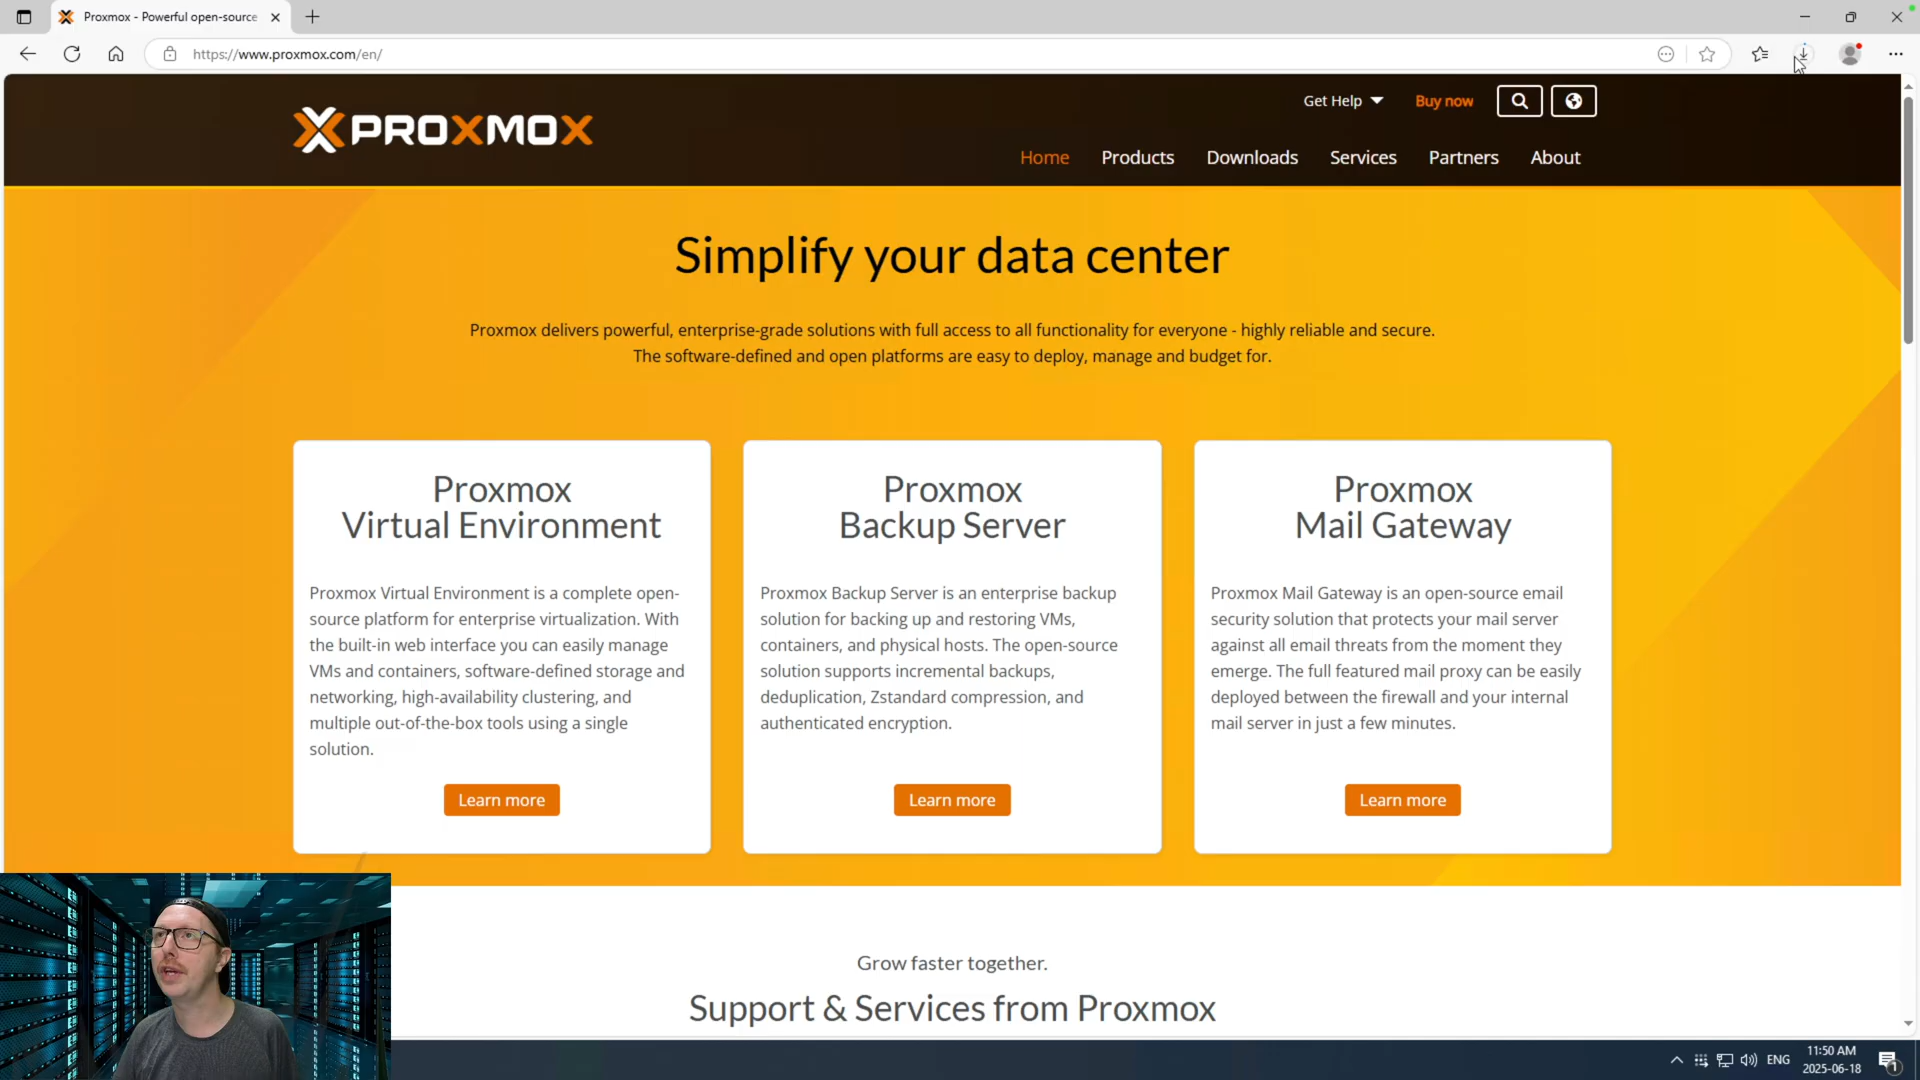 Proxmox - Powerful open-source
https://www.proxmox.com/en/
Get Help
Buy now
PROXMOX
Home
Products
Downloads
Services
Partners
About
Simplify your data center
Proxmox delivers powerful, enterprise-grade solutions with full access to all functionality for everyone - highly reliable and secure.
The software-defined and open platforms are easy to deploy, manage and budget for.
Proxmox
Virtual Environment
Proxmox Virtual Environment is a complete open-
source platform for enterprise virtualization. With
the built-in web interface you can easily manage
VMs and containers, software-defined storage and
networking, high-availability clustering, and
multiple out-of-the-box tools using a single
solution.
Learn more
Proxmox
Backup Server
Proxmox Backup Server is an enterprise backup
solution for backing up and restoring VMs,
containers, and physical hosts. The open-source
solution supports incremental backups,
deduplication, Zstandard compression, and
authenticated encryption.
Learn more
Proxmox
Mail Gateway
Proxmox Mail Gateway is an open-source email
security solution that protects your mail server
against all email threats from the moment they
emerge. The full featured mail proxy can be easily
deployed between the firewall and your internal
mail server in just a few minutes.
Learn more
Grow faster together.
Support & Services from Proxmox
ENG
11:50 AM
2025-06-18
1